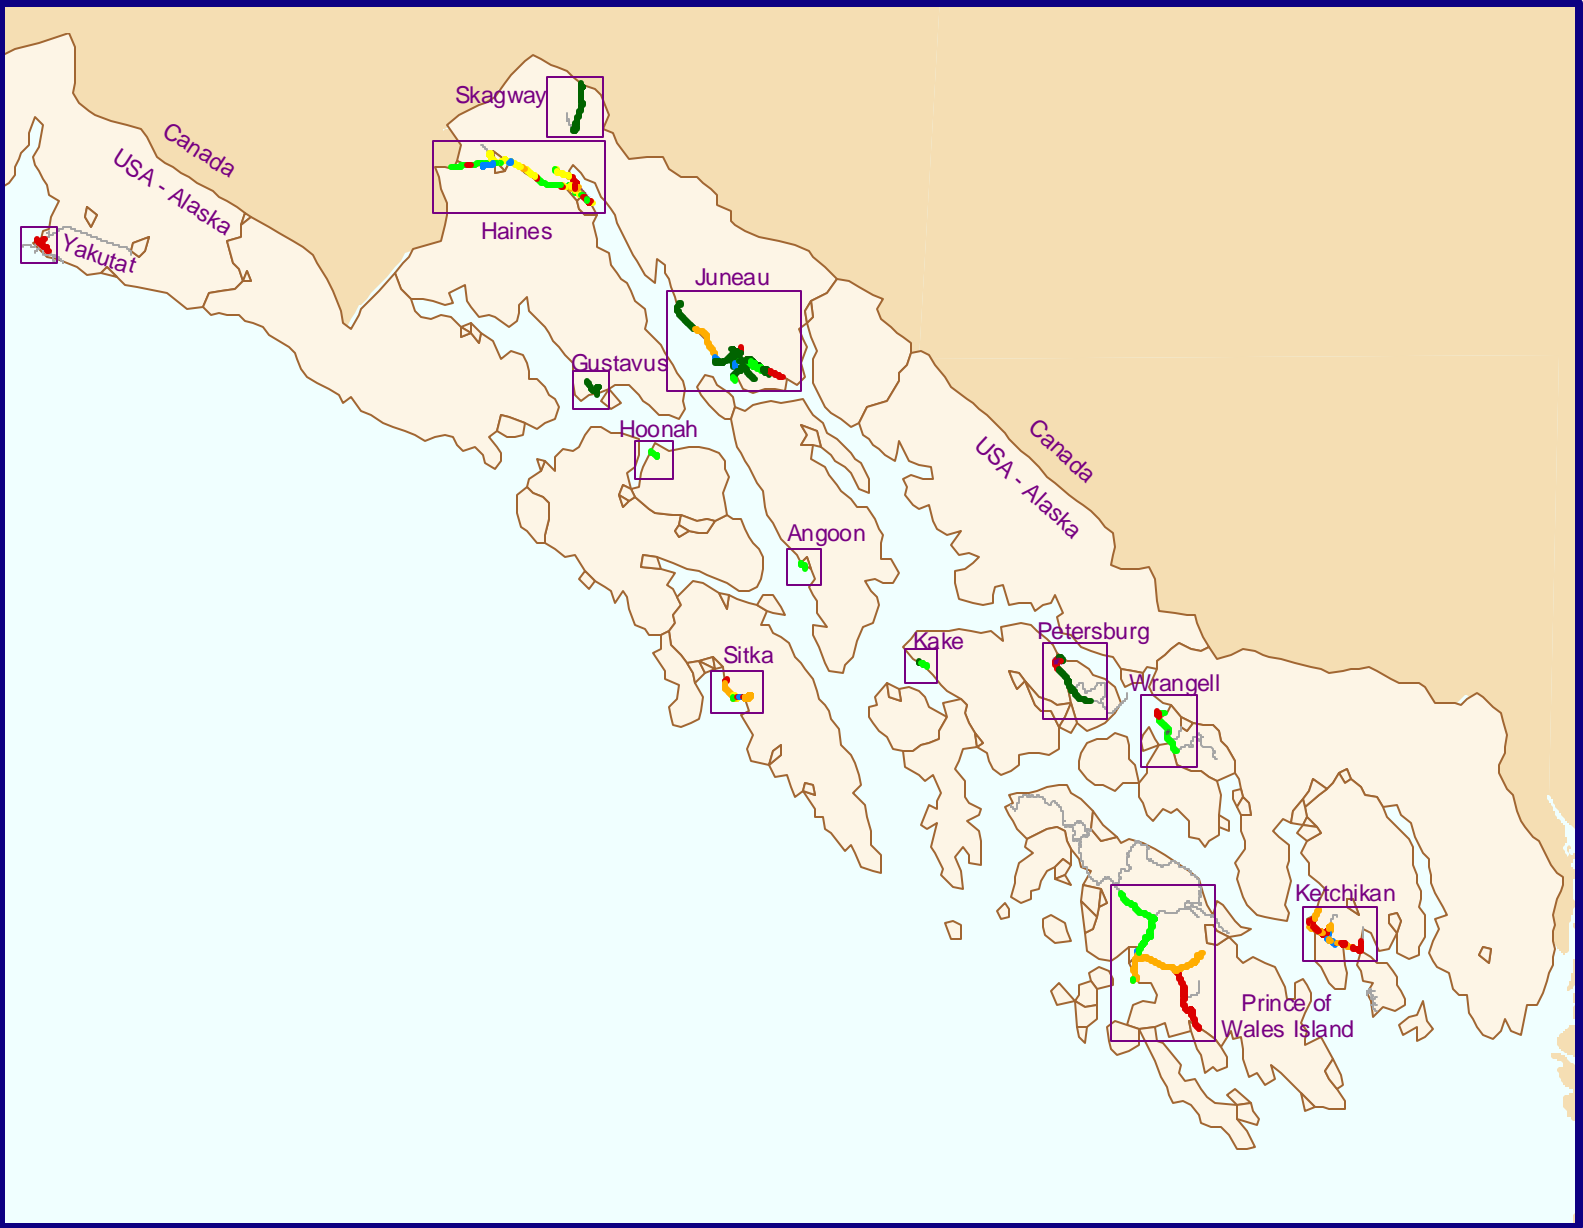 Skagway
Canada
USA - Alaska
Haines
Yakutat
Juneau
Gustavus
Hoonah
Canada
USA - Alaska
Angoon
Petersburg
Kake
Sitka
Wrangell
Ketchikan
Prince of
Wales Island